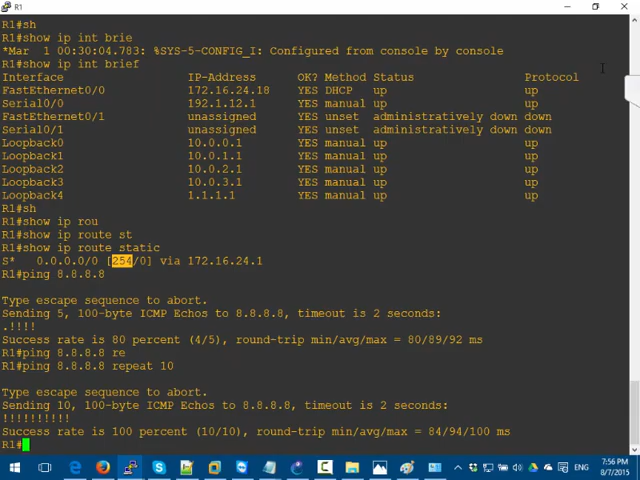 R1
R1#sh
R1#show ip int brie
*Mar  1 00:30:04.783: %SYS-5-CONFIG_I: Configured from console by console
R1#show ip int brief
Interface IP-Address OK? Method Status Protocol
FastEthernet0/0 172.16.24.18 YES DHCP up up
Serial0/0 192.1.12.1 YES manual up up
FastEthernet0/1 unassigned YES unset administratively down down
Serial0/1 unassigned YES unset administratively down down
Loopback0 10.0.0.1 YES manual up up
Loopback1 10.0.1.1 YES manual up up
Loopback2 10.0.2.1 YES manual up up
Loopback3 10.0.3.1 YES manual up up
Loopback4 1.1.1.1 YES manual up up
R1#sh
R1#show ip rou
R1#show ip route st
R1#show ip route static
S* 0.0.0.0/0 [254/0] via 172.16.24.1
R1#ping 8.8.8.8
Type escape sequence to abort.
Sending 5, 100-byte ICMP Echos to 8.8.8.8, timeout is 2 seconds:
.!!!!
Success rate is 80 percent (4/5), round-trip min/avg/max = 80/89/92 ms
R1#ping 8.8.8.8 re
R1#ping 8.8.8.8 repeat 10
Type escape sequence to abort.
Sending 10, 100-byte ICMP Echos to 8.8.8.8, timeout is 2 seconds:
!!!!!!!!!!
Success rate is 100 percent (10/10), round-trip min/avg/max = 84/94/100 ms
R1#
ENG
7:56 PM
8/7/2015